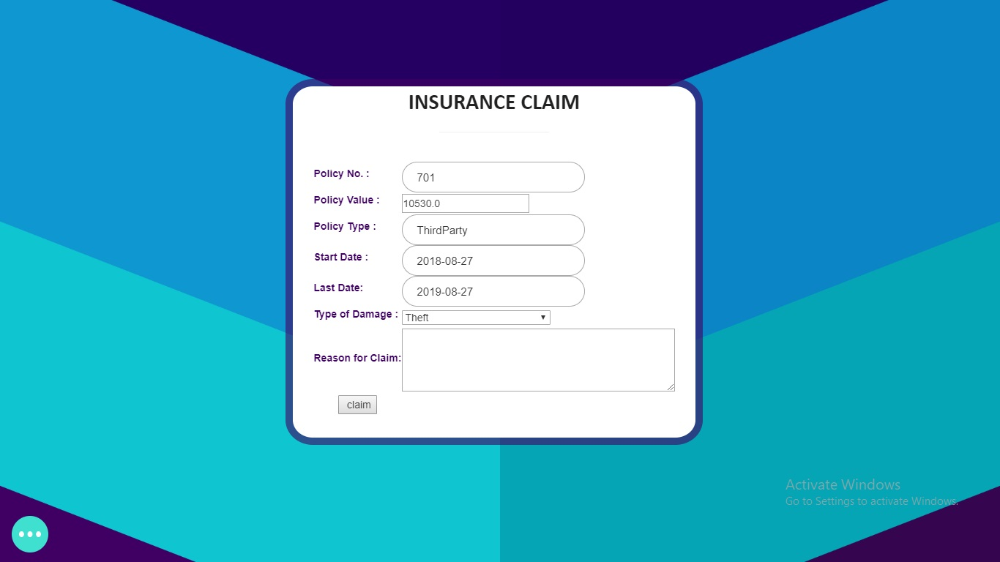 INSURANCE CLAIM
Policy No. : 701
Policy Value : 10530.0
Policy Type : ThirdParty
Start Date : 2018-08-27
Last Date: 2019-08-27
Type of Damage : Theft
Reason for Claim:
claim
Activate Windows
Go to Settings to activate Windows.